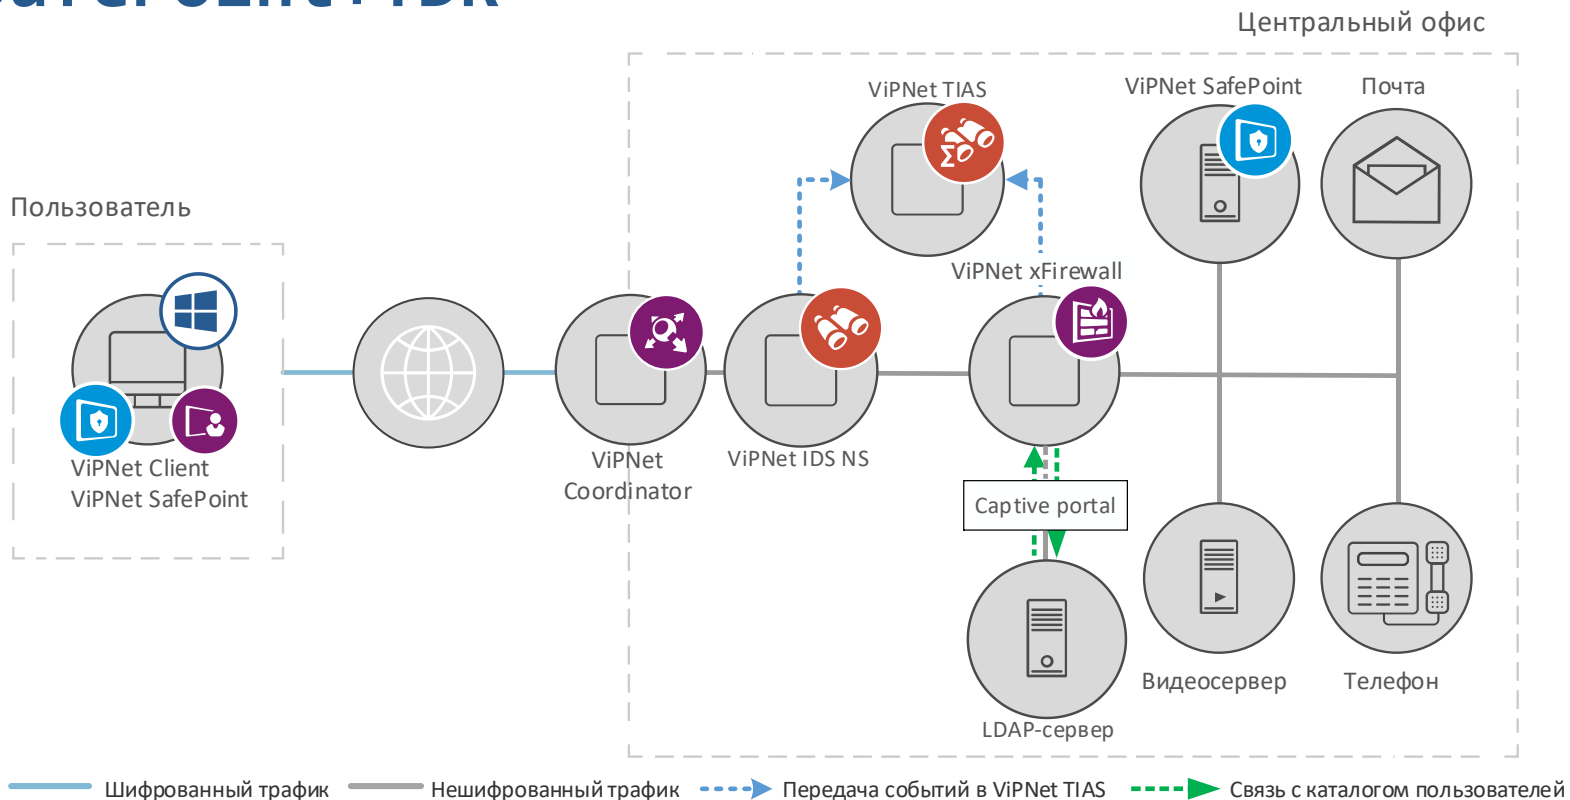 Центральный офис
ViPNet TIAS
ViPNet SafePoint
Почта
Σ
Пользователь
ViPNet xFirewall
ViPNet Client
ViPNet SafePoint
ViPNet
Coordinator
ViPNet IDS NS
Captive portal
Видеосервер
Телефон
LDAP-сервер
Шифрованный трафик
Нешифрованный трафик
Передача событий в ViPNet TIAS
Связь с каталогом пользователей